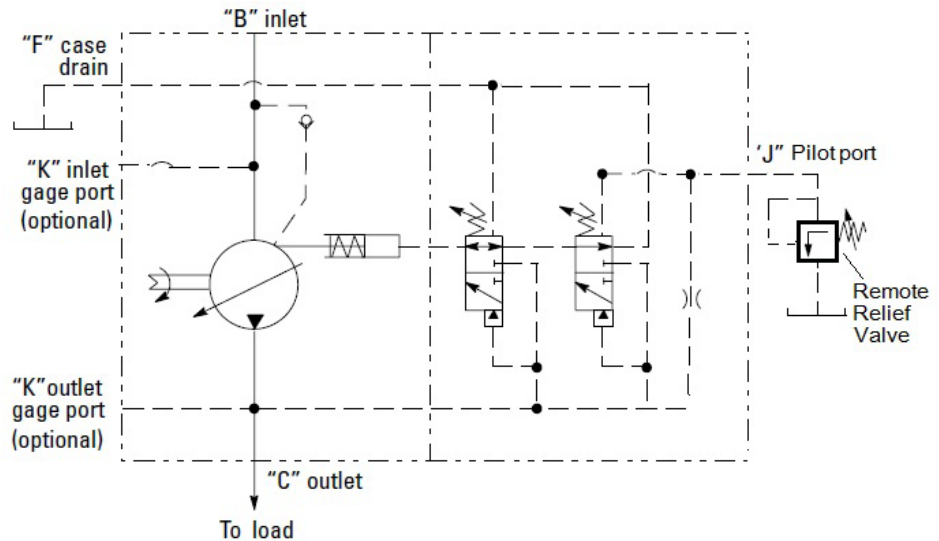 “B” inlet
“F” case
drain
“K” inlet
gage port
(optional)
‘J” Pilot port
Remote
Relief
Valve
“K”outlet
gage port
(optional)
“C” outlet
To load